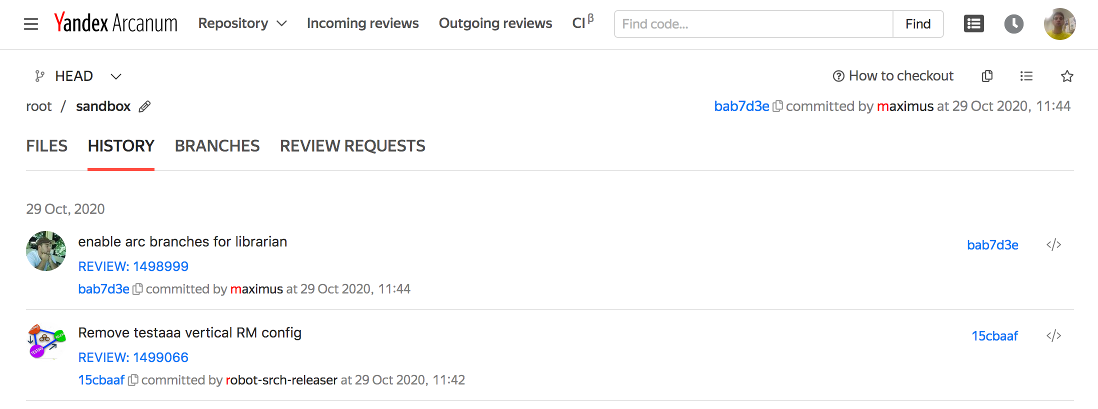 Yandex Arcanum Repository Incoming reviews Outgoing reviews CI β Find code... Find
HEAD How to checkout
root / sandbox bab7d3e committed by maximus at 29 Oct 2020, 11:44
FILES HISTORY BRANCHES REVIEW REQUESTS
29 Oct, 2020
enable arc branches for librarian bab7d3e </>
REVIEW: 1498999
bab7d3e committed by maximus at 29 Oct 2020, 11:44
Remove testaaa vertical RM config 15cbaaf </>
REVIEW: 1499066
15cbaaf committed by robot-srch-releaser at 29 Oct 2020, 11:42